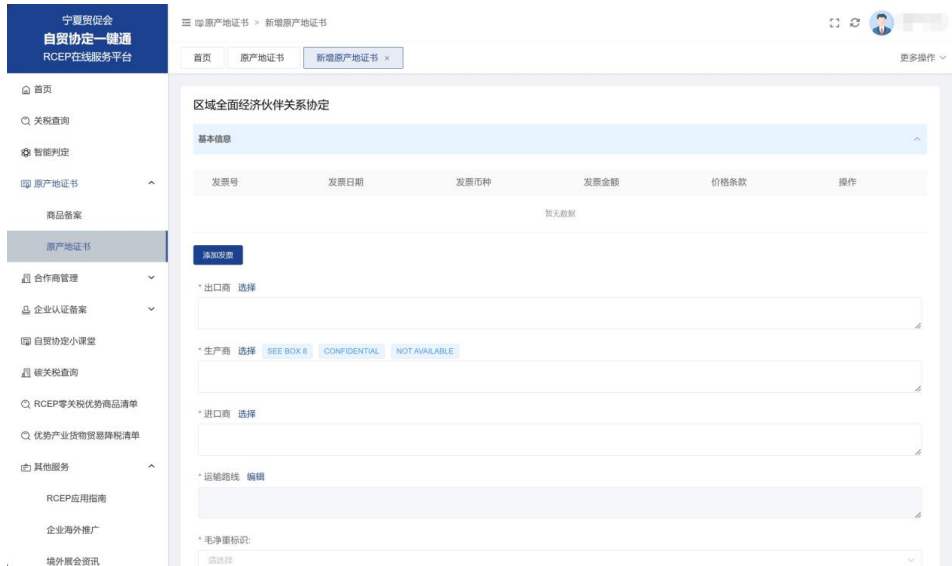 宁夏贸促会
自贸协定一键通
RCEP在线服务平台
首页
关税查询
智能判定
原产地证书
商品备案
原产地证书
合作商管理
企业认证备案
自贸协定小课堂
碳关税查询
RCEP零关税优势商品清单
优势产业货物贸易降税清单
其他服务
RCEP应用指南
企业海外推广
境外展会资讯
原产地证书 > 新增原产地证书
首页 原产地证书 新增原产地证书 × 更多操作
区域全面经济伙伴关系协定
基本信息
发票号 发票日期 发票币种 发票金额 价格条款 操作
暂无数据
添加发票
* 出口商 选择
* 生产商 选择 SEE BOX 8 CONFIDENTIAL NOT AVAILABLE
* 进口商 选择
* 运输路线 编辑
* 毛净重标识:
请选择